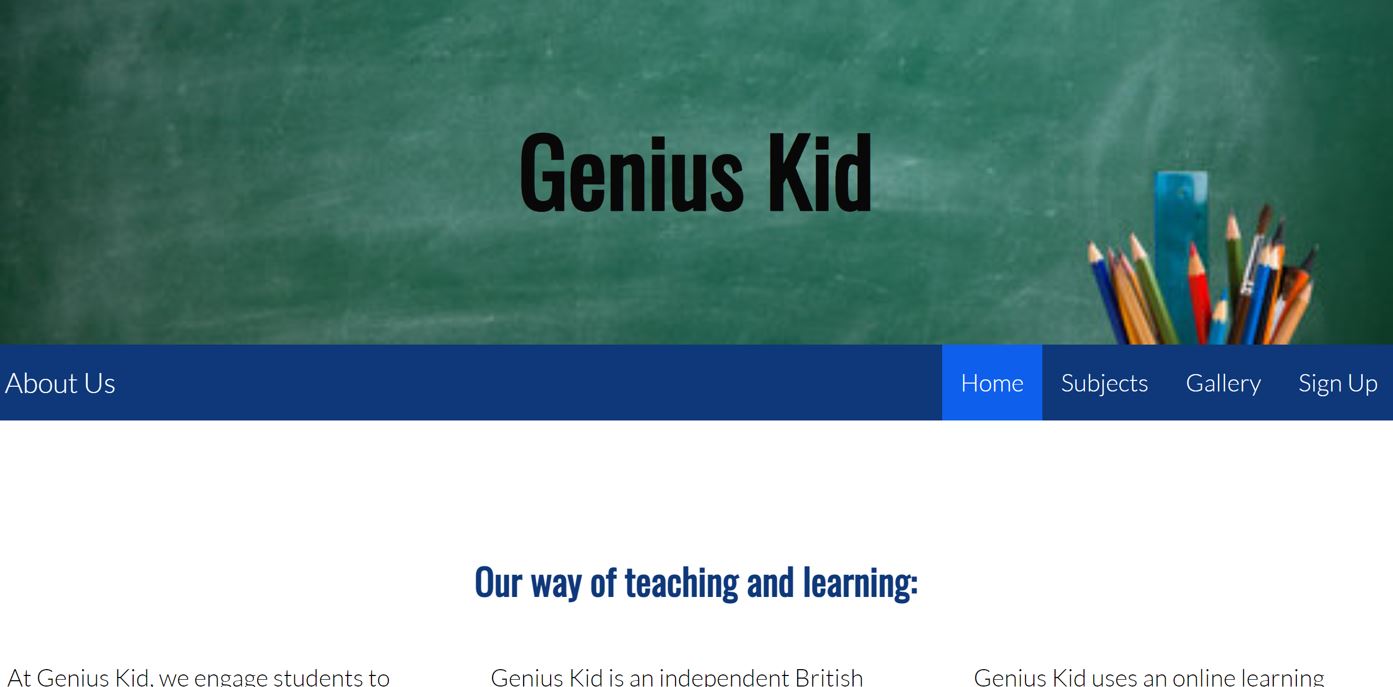 Genius Kid
About Us
Home Subjects Gallery Sign Up
Our way of teaching and learning:
At Genius Kid, we engage students to
Genius Kid is an independent British
Genius Kid uses an online learning